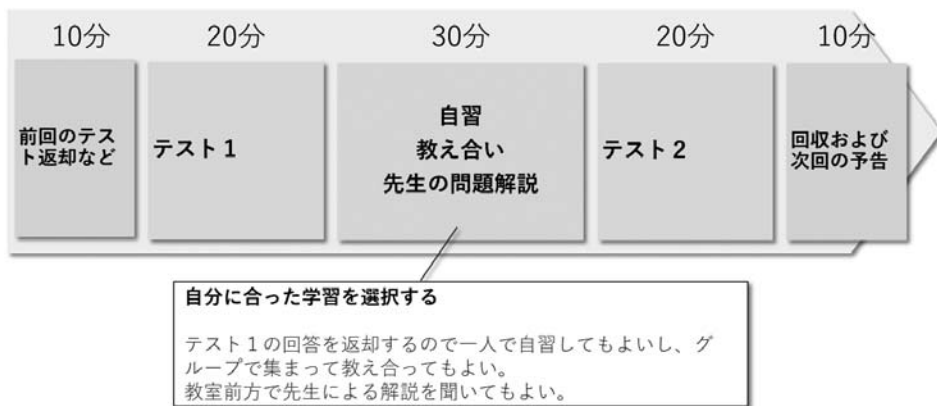 10分
20分
30分
20分
10分
前回のテス
ト返却など
テスト1
自習
教え合い
先生の問題解説
テスト2
回収および
次回の予告
自分に合った学習を選択する
テスト1の回答を返却するので一人で自習してもよいし、グ
ループで集まって教え合ってもよい。
教室前方で先生による解説を聞いてもよい。